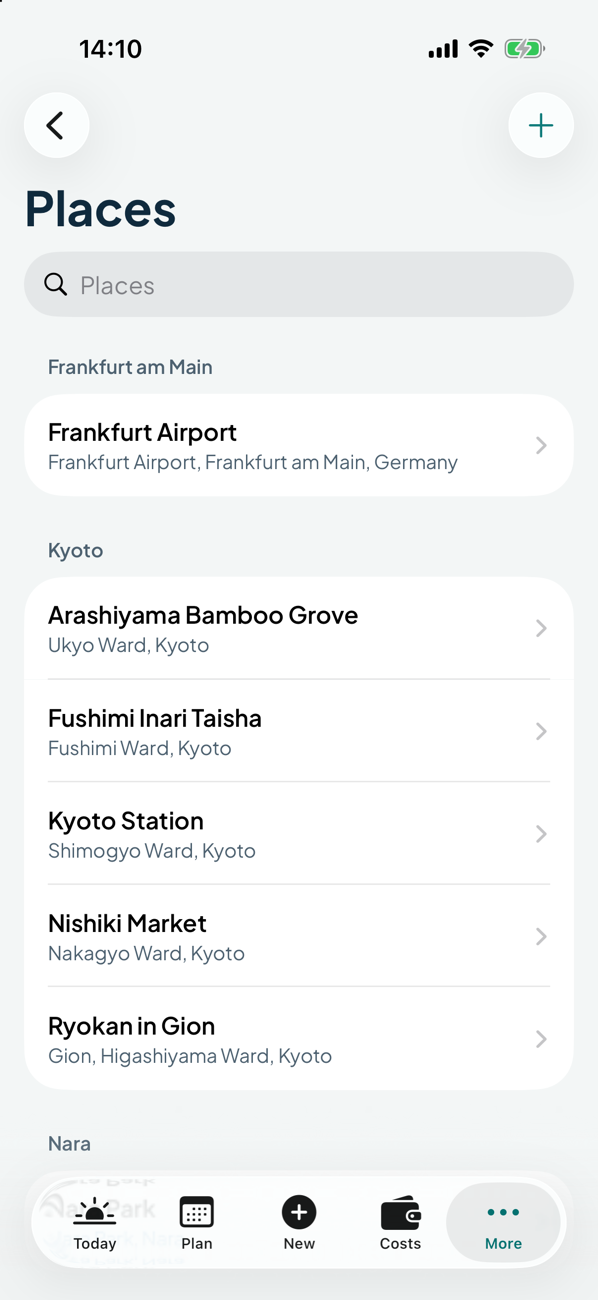 14:10
Places
Places
Frankfurt am Main
Frankfurt Airport
Frankfurt Airport, Frankfurt am Main, Germany
Kyoto
Arashiyama Bamboo Grove
Ukyo Ward, Kyoto
Fushimi Inari Taisha
Fushimi Ward, Kyoto
Kyoto Station
Shimogyo Ward, Kyoto
Nishiki Market
Nakagyo Ward, Kyoto
Ryokan in Gion
Gion, Higashiyama Ward, Kyoto
Nara
Nara Park
Today
Plan
New
Costs
More